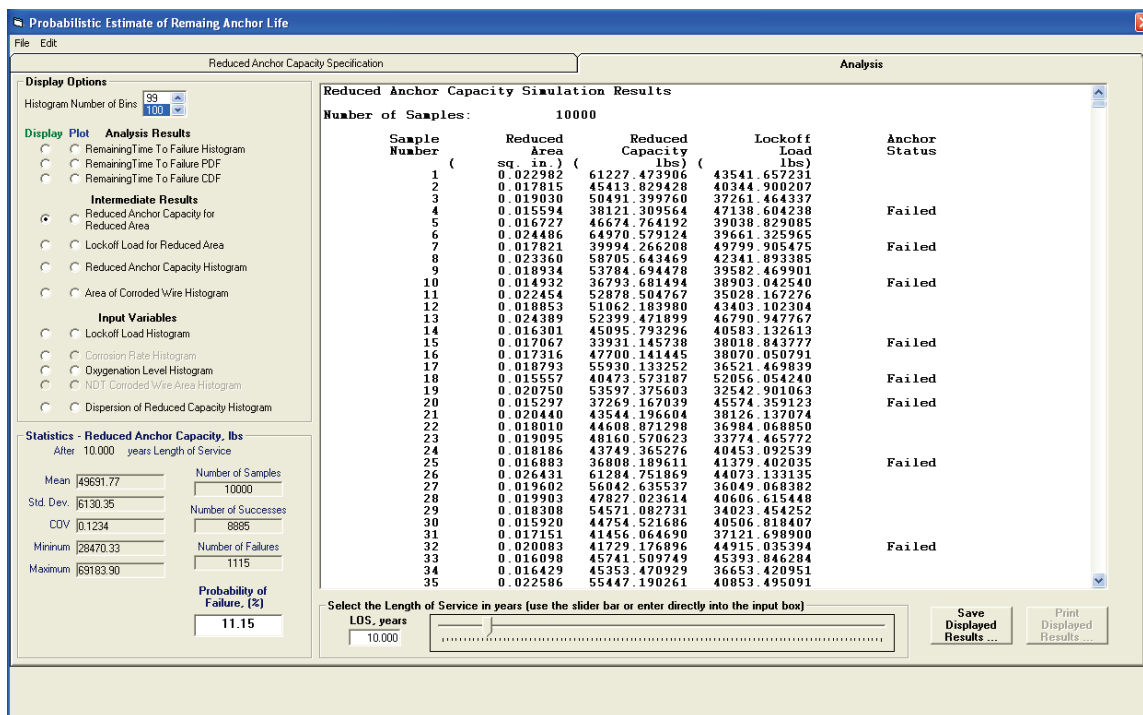 Probabilistic Estimate of Remaing Anchor Life
File Edit
Reduced Anchor Capacity Specification
Analysis
Display Options
Histogram Number of Bins 99
100
Display Plot Analysis Results
RemainingTime To Failure Histogram
RemainingTime To Failure PDF
RemainingTime To Failure CDF
Intermediate Results
Reduced Anchor Capacity for
Reduced Area
Lockoff Load for Reduced Area
Reduced Anchor Capacity Histogram
Area of Corroded Wire Histogram
Input Variables
Lockoff Load Histogram
Corrosion Rate Histogram
Oxygenation Level Histogram
NDT Corroded Wire Area Histogram
Dispersion of Reduced Capacity Histogram
Statistics - Reduced Anchor Capacity, lbs
After 10.000 years Length of Service
Mean 49691.77
Std. Dev. 6130.35
COV 0.1234
Mininum 28470.33
Maximum 69183.90
Number of Samples
10000
Number of Successes
8885
Number of Failures
1115
Probability of
Failure, (%)
11.15
Reduced Anchor Capacity Simulation Results
Number of Samples: 10000
Sample Reduced Reduced Lockoff Anchor
Number Area Capacity Load Status
( sq. in.) ( lbs) ( lbs)
1 0.022982 61227.473906 43541.657231
2 0.017815 45413.829428 40344.900207
3 0.019030 50491.399760 37261.464337
4 0.015594 38121.309564 47138.604238 Failed
5 0.016727 46674.764192 39038.829085
6 0.024486 64970.579124 39661.325965
7 0.017821 39994.266208 49799.905475 Failed
8 0.023360 58705.643469 42341.893385
9 0.018934 53784.694478 39582.469901
10 0.014932 36793.681494 38903.042540 Failed
11 0.022454 52878.504767 35028.167276
12 0.018853 51062.183980 43403.102304
13 0.024389 52399.471899 46790.947767
14 0.016301 45095.793296 40583.132613
15 0.017067 33931.145738 38018.843777 Failed
16 0.017316 47700.141445 38070.050791
17 0.018793 55930.133252 36521.469839
18 0.015557 40473.573187 52056.054240 Failed
19 0.020750 53597.375603 32542.901063
20 0.015297 37269.167039 45574.359123 Failed
21 0.020440 43544.196604 38126.137074
22 0.018010 44608.871298 36984.068850
23 0.019095 48160.570623 33774.465772
24 0.018186 43749.365276 40453.092539
25 0.016883 36808.189611 41379.402035 Failed
26 0.026431 61284.751869 44073.133135
27 0.019602 56042.635537 36049.068382
28 0.019903 47827.023614 40606.615448
29 0.018308 54571.082731 34023.454252
30 0.015920 44754.521686 40506.818407
31 0.017151 41456.064690 37121.698900
32 0.020083 41729.176896 44915.035394 Failed
33 0.016098 45741.509749 45393.846284
34 0.016429 45353.470929 36653.420951
35 0.022586 55447.190261 40853.495091
Select the Length of Service in years (use the slider bar or enter directly into the input box)
LOS, years
10.000
Save
Displayed
Results ...
Print
Displayed
Results ...